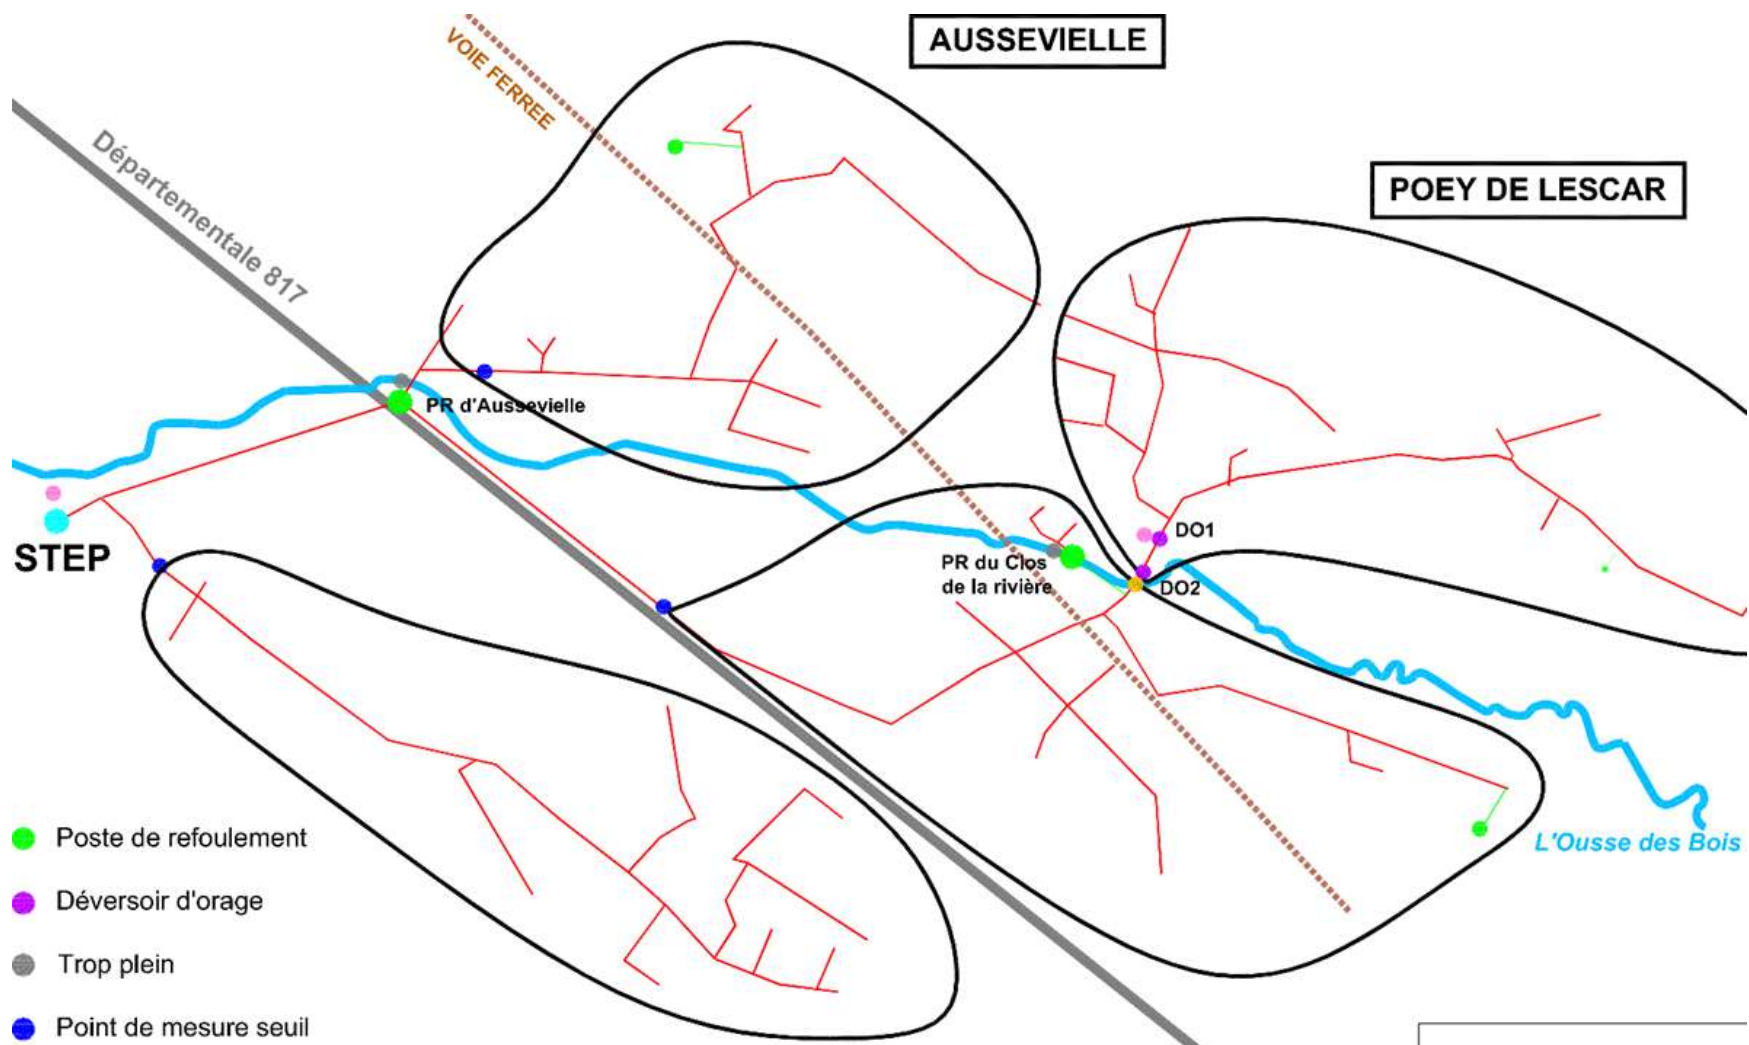 AUSSEVIELLE
VOIE FERREE
Départementale 817
POEY DE LESCAR
PR d'Aussevielle
STEP
DO1
PR du Clos
de la rivière
DO2
L'Ousse des Bois
Poste de refoulement
Déversoir d'orage
Trop plein
Point de mesure seuil